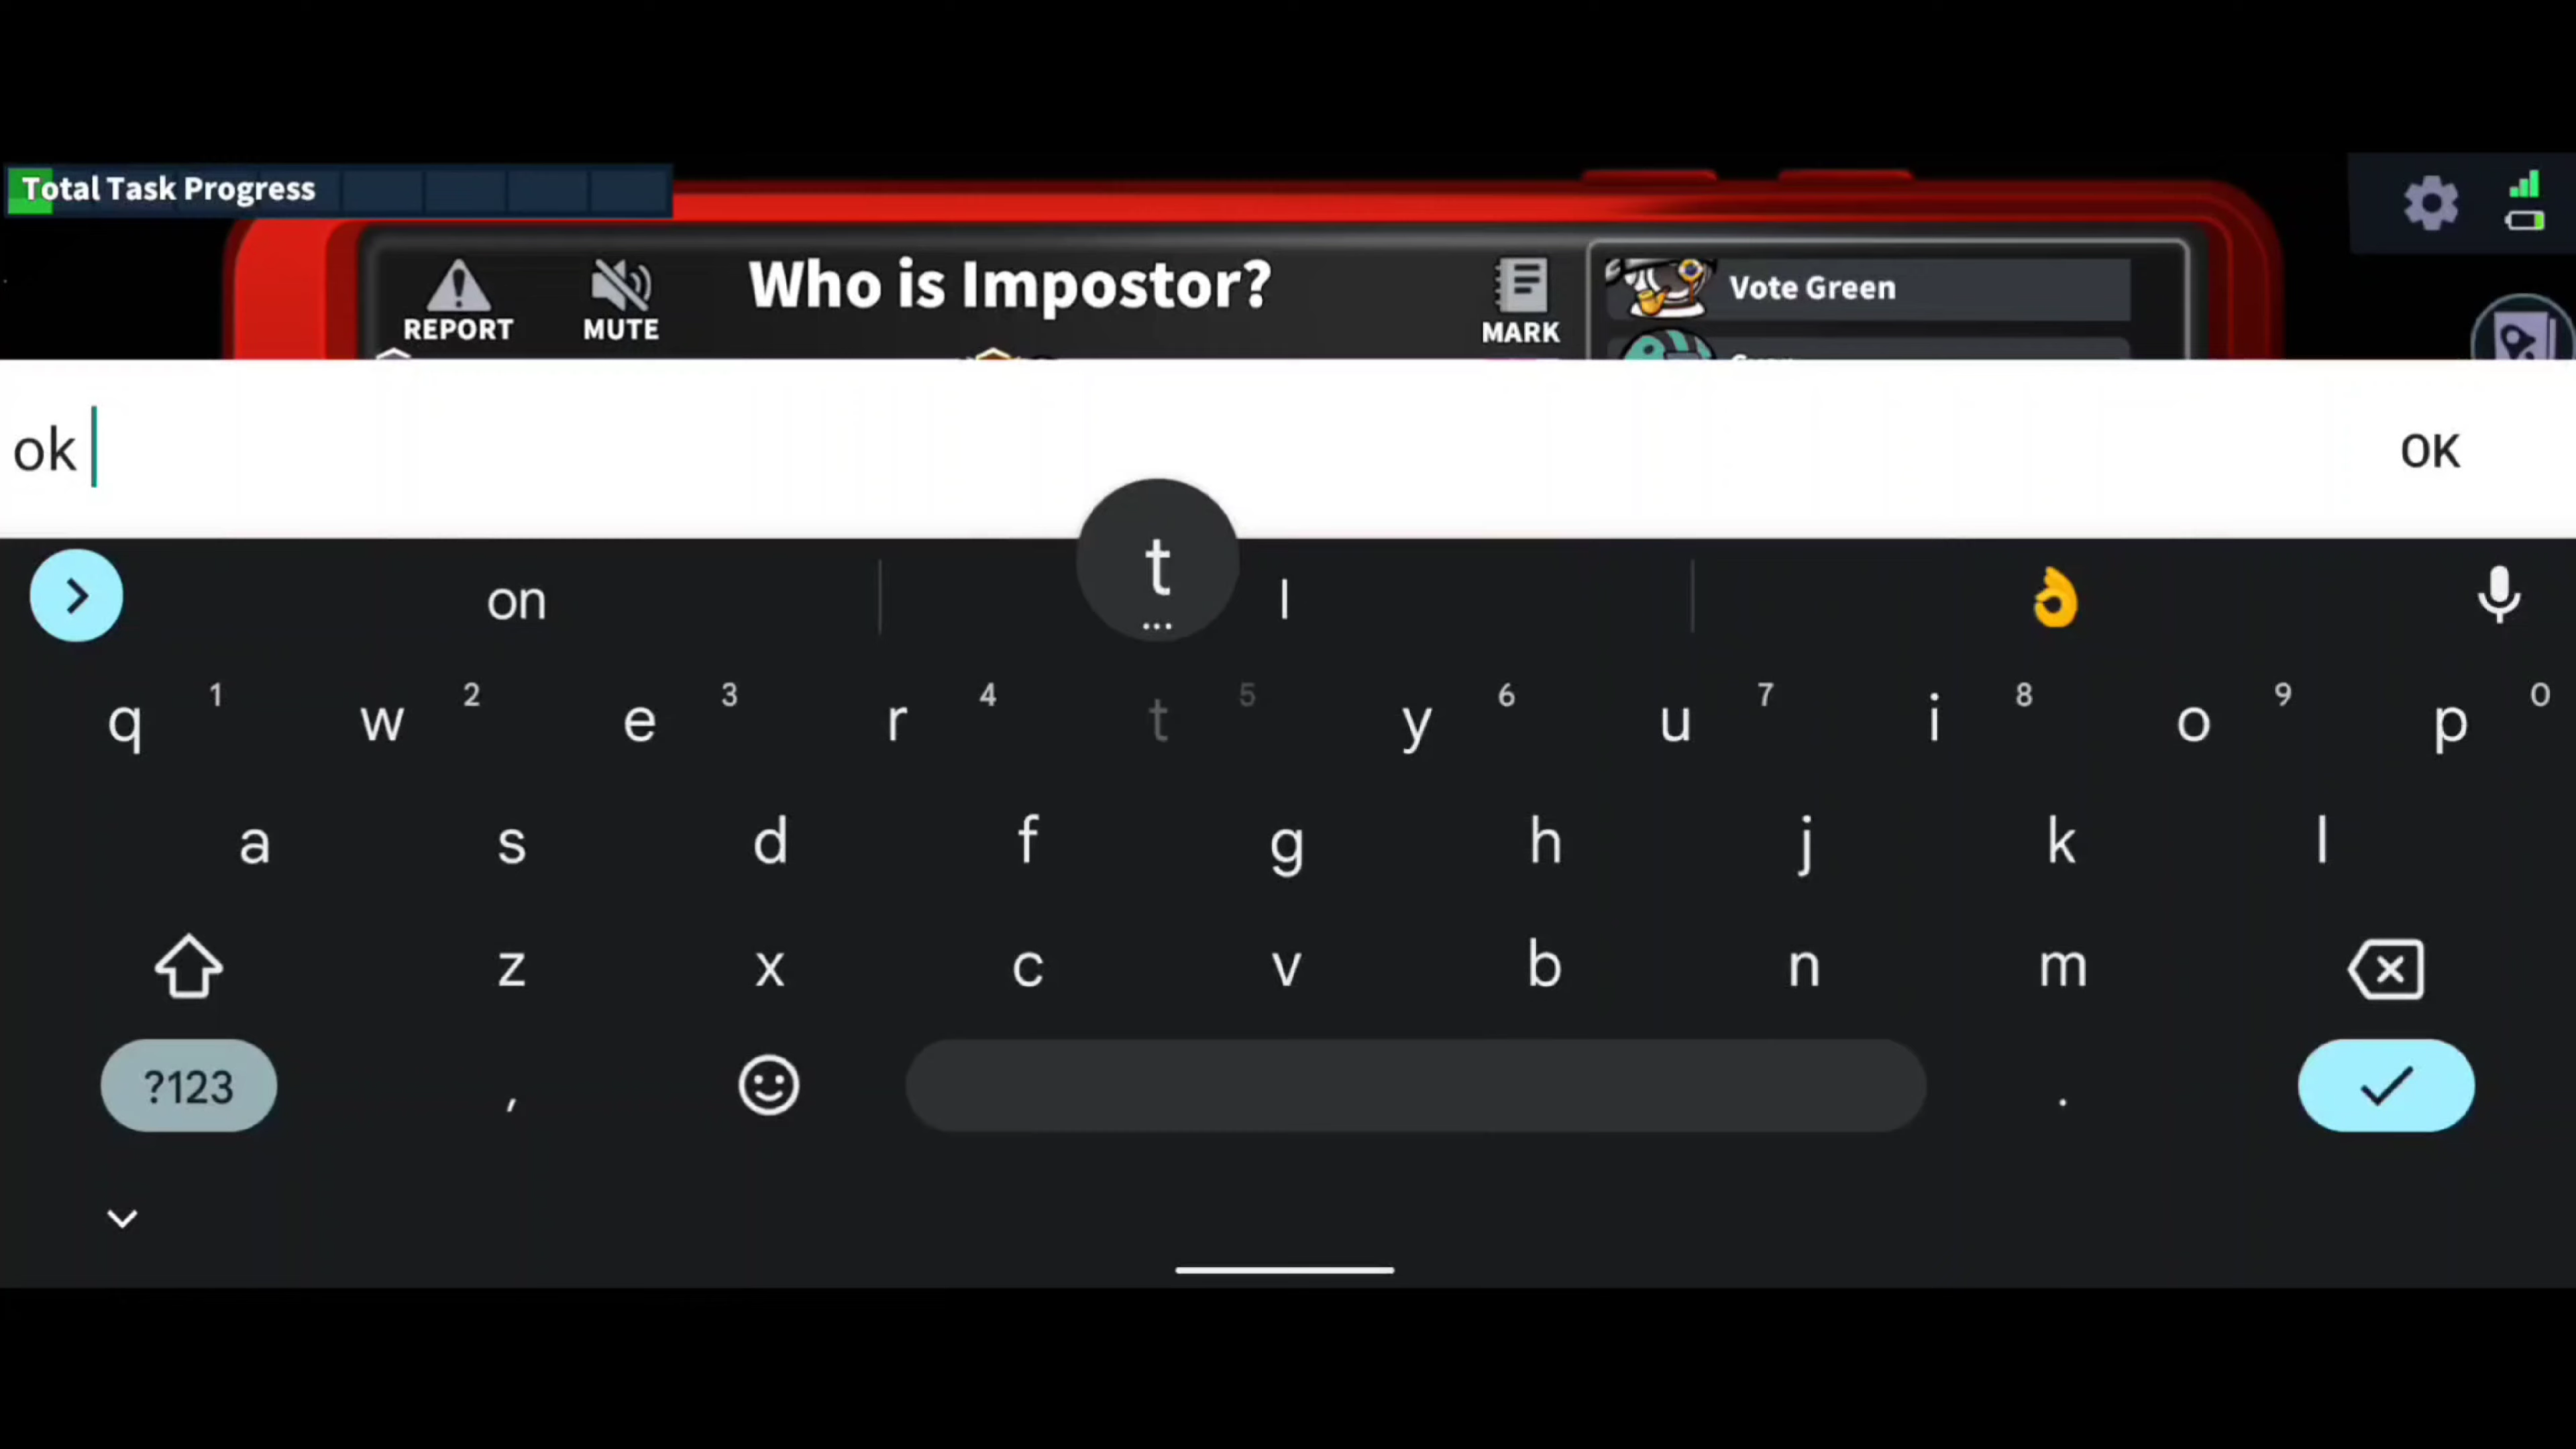 Total Task Progress
REPORT
MUTE
Who is Impostor?
MARK
Vote Green
ok
OK
t
...
on
I
q 1 w 2 e 3 r 4 t 5 y 6 u 7 i 8 o 9 p 0
a s d f g h j k l
z x c v b n m
?123 , .